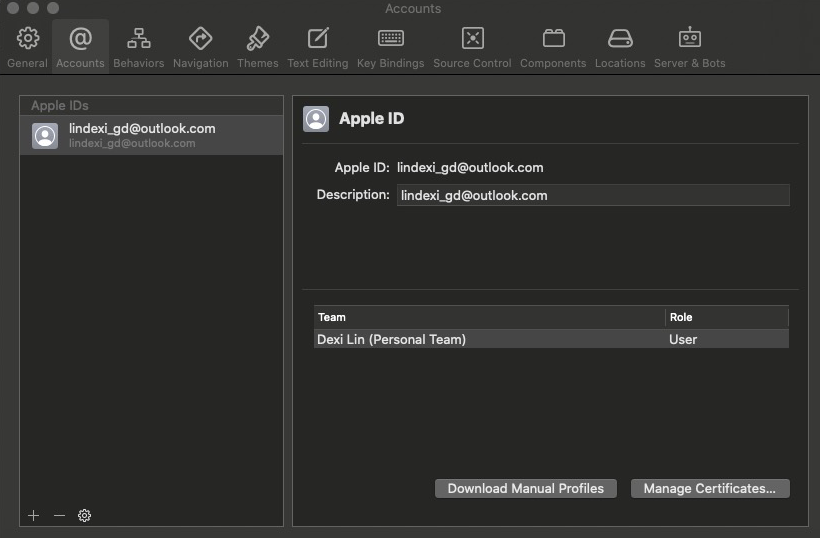 Accounts
General Accounts Behaviors Navigation Themes Text Editing Key Bindings Source Control Components Locations Server & Bots
Apple IDs
lindexi_gd@outlook.com
lindexi_gd@outlook.com
Apple ID
Apple ID: lindexi_gd@outlook.com
Description: lindexi_gd@outlook.com
Team Role
Dexi Lin (Personal Team) User
Download Manual Profiles Manage Certificates...